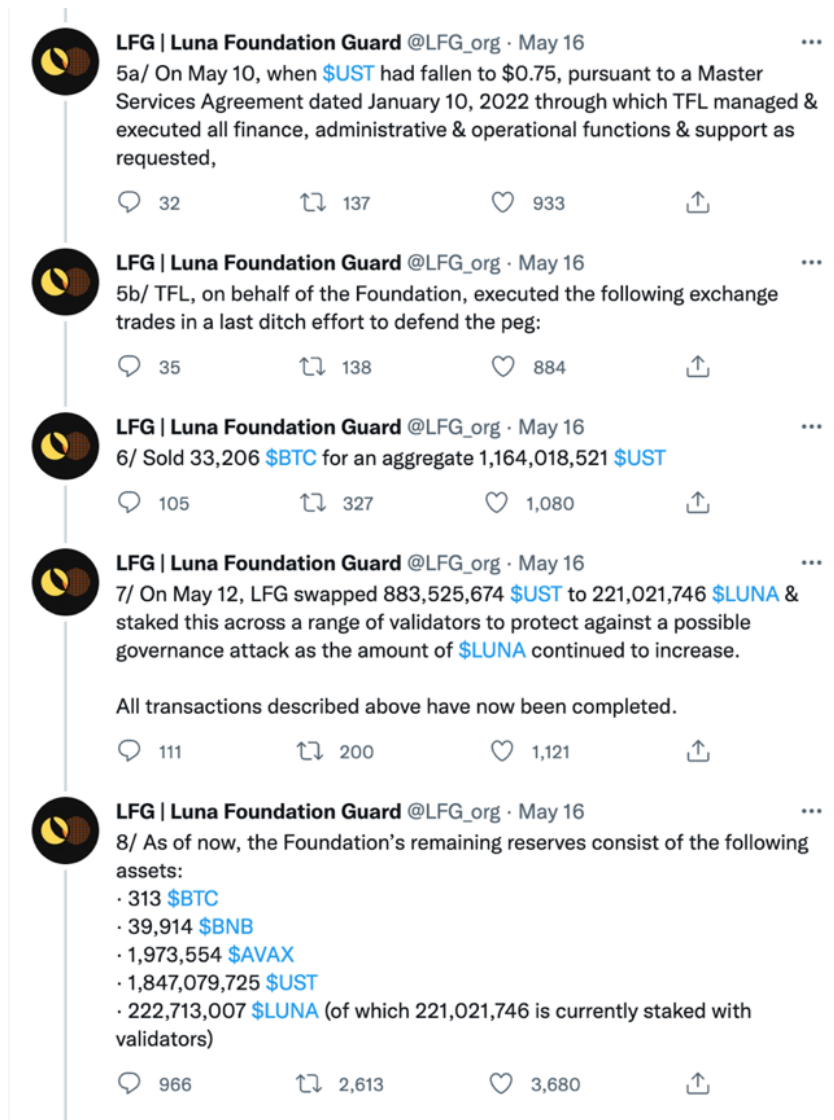 LFG | Luna Foundation Guard @LFG_org · May 16
5a/ On May 10, when $UST had fallen to $0.75, pursuant to a Master
Services Agreement dated January 10, 2022 through which TFL managed &
executed all finance, administrative & operational functions & support as
requested,
32 137 933
LFG | Luna Foundation Guard @LFG_org · May 16
5b/ TFL, on behalf of the Foundation, executed the following exchange
trades in a last ditch effort to defend the peg:
35 138 884
LFG | Luna Foundation Guard @LFG_org · May 16
6/ Sold 33,206 $BTC for an aggregate 1,164,018,521 $UST
105 327 1,080
LFG | Luna Foundation Guard @LFG_org · May 16
7/ On May 12, LFG swapped 883,525,674 $UST to 221,021,746 $LUNA &
staked this across a range of validators to protect against a possible
governance attack as the amount of $LUNA continued to increase.
All transactions described above have now been completed.
111 200 1,121
LFG | Luna Foundation Guard @LFG_org · May 16
8/ As of now, the Foundation’s remaining reserves consist of the following
assets:
· 313 $BTC
· 39,914 $BNB
· 1,973,554 $AVAX
· 1,847,079,725 $UST
· 222,713,007 $LUNA (of which 221,021,746 is currently staked with
validators)
966 2,613 3,680